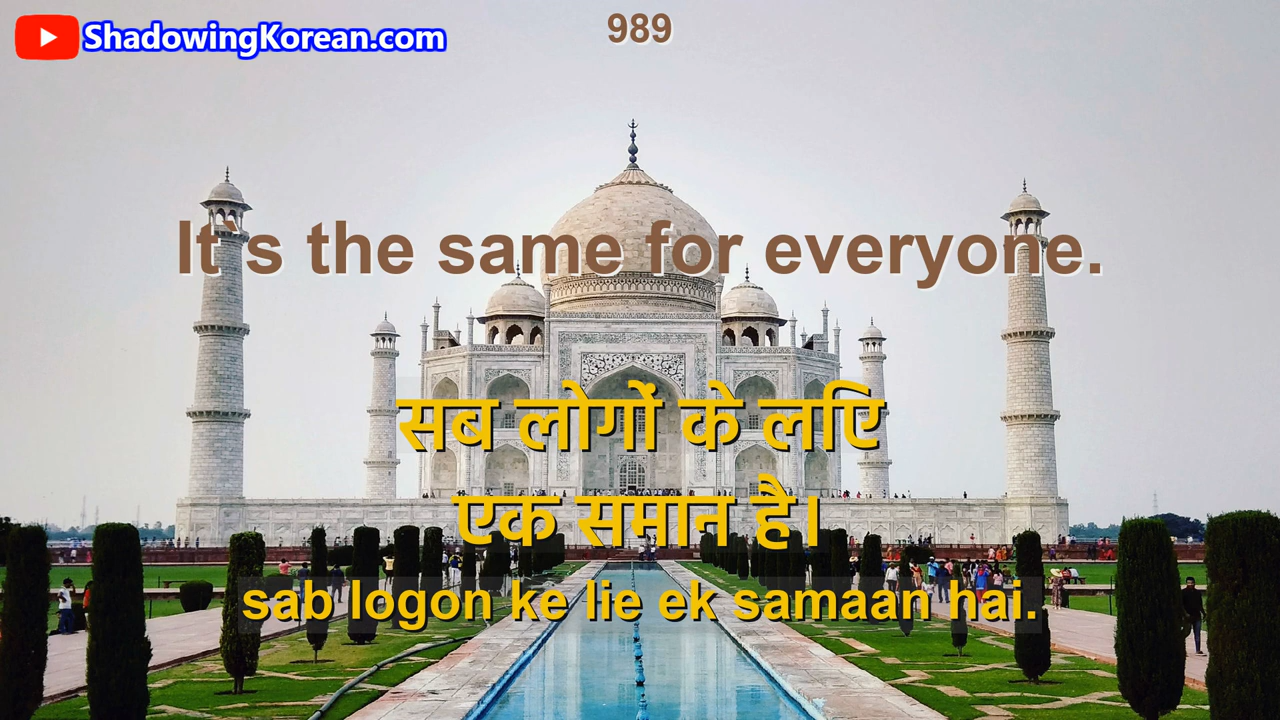 ShadowingKorean.com
989
It`s the same for everyone.
सब लोगों के लिए
एक समान है।
sab logon ke lie ek samaan hai.